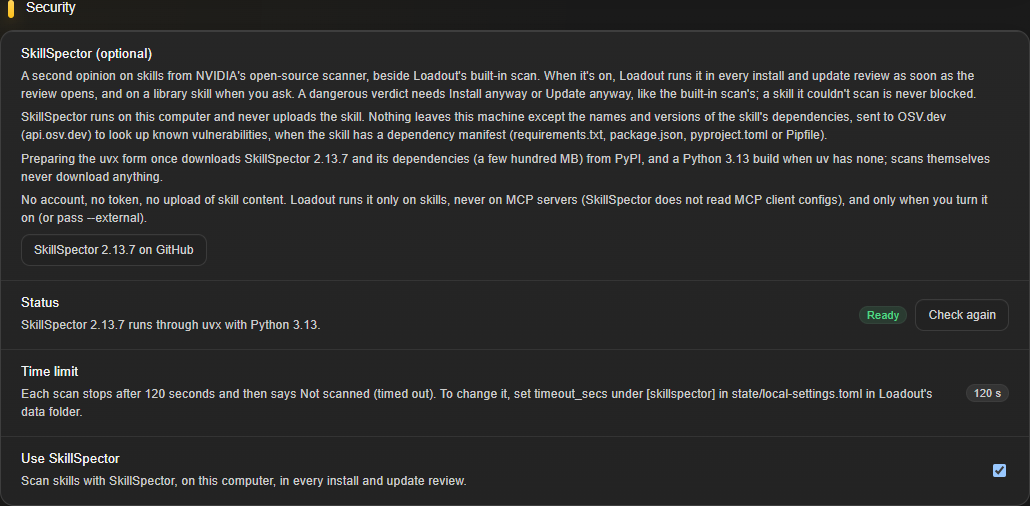 Security
SkillSpector (optional)
A second opinion on skills from NVIDIA's open-source scanner, beside Loadout's built-in scan. When it's on, Loadout runs it in every install and update review as soon as the
review opens, and on a library skill when you ask. A dangerous verdict needs Install anyway or Update anyway, like the built-in scan's; a skill it couldn't scan is never blocked.
SkillSpector runs on this computer and never uploads the skill. Nothing leaves this machine except the names and versions of the skill's dependencies, sent to OSV.dev
(api.osv.dev) to look up known vulnerabilities, when the skill has a dependency manifest (requirements.txt, package.json, pyproject.toml or Pipfile).
Preparing the uvx form once downloads SkillSpector 2.13.7 and its dependencies (a few hundred MB) from PyPI, and a Python 3.13 build when uv has none; scans themselves
never download anything.
No account, no token, no upload of skill content. Loadout runs it only on skills, never on MCP servers (SkillSpector does not read MCP client configs), and only when you turn it
on (or pass --external).
SkillSpector 2.13.7 on GitHub
Status
SkillSpector 2.13.7 runs through uvx with Python 3.13.
Ready
Check again
Time limit
Each scan stops after 120 seconds and then says Not scanned (timed out). To change it, set timeout_secs under [skillspector] in state/local-settings.toml in Loadout's
data folder.
120 s
Use SkillSpector
Scan skills with SkillSpector, on this computer, in every install and update review.